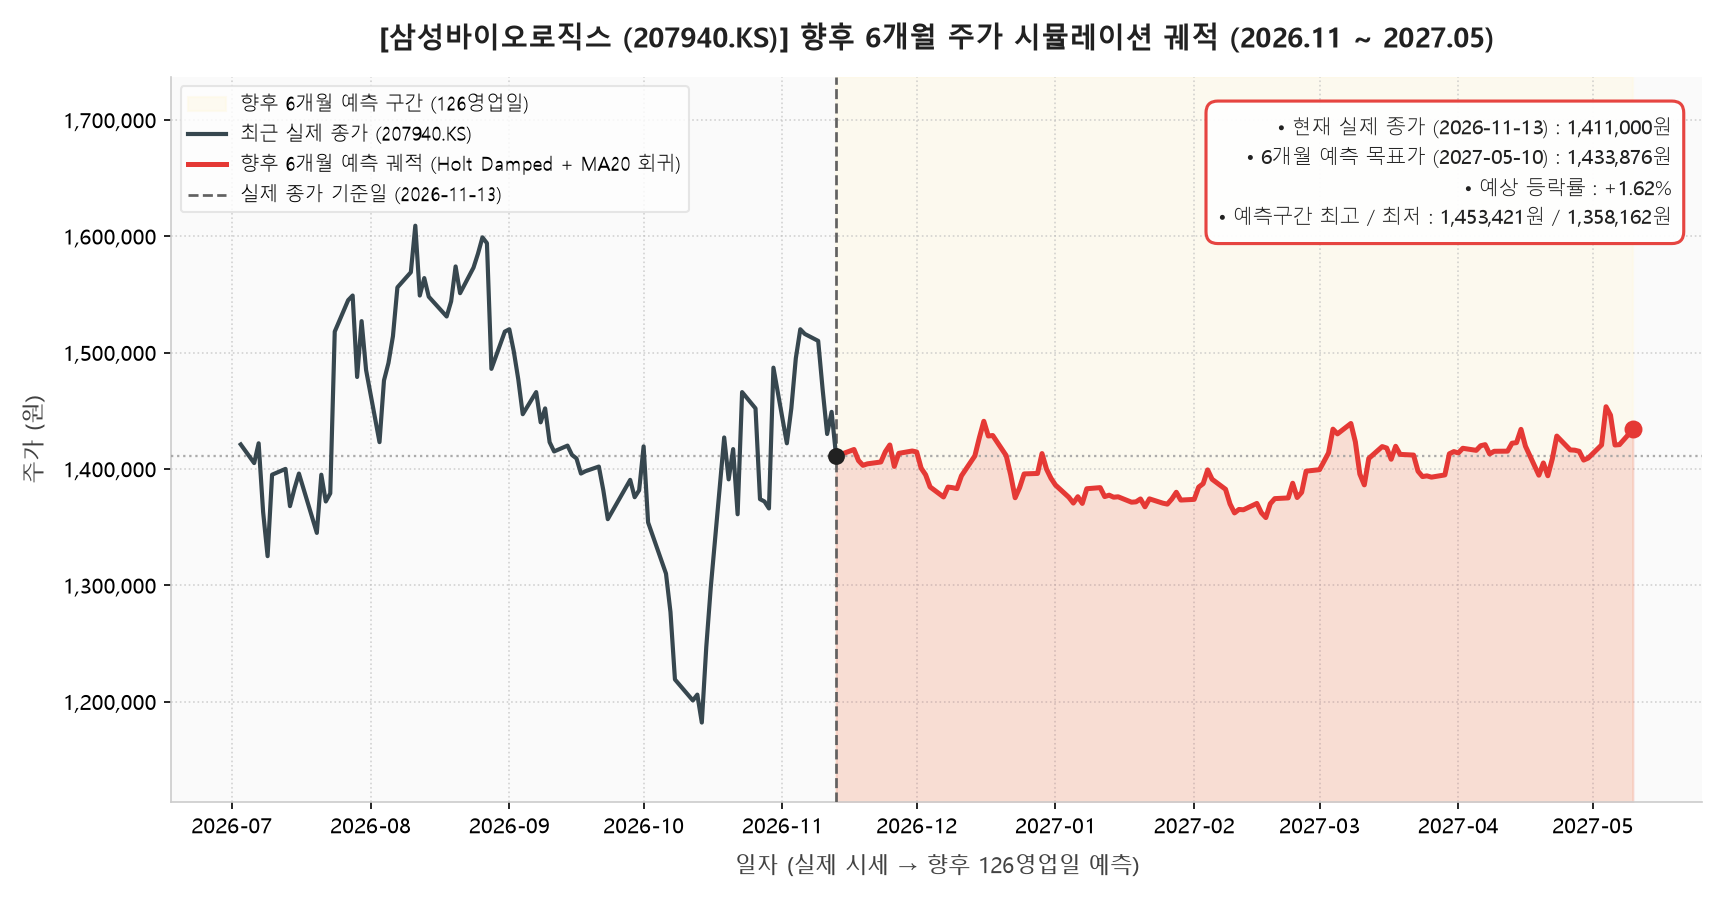 [삼성바이오로직스 (207940.KS)] 향후 6개월 주가 시뮬레이션 궤적 (2026.11 ~ 2027.05)
향후 6개월 예측 구간 (126영업일)
최근 실제 종가 (207940.KS)
향후 6개월 예측 궤적 (Holt Damped + MA20 회귀)
실제 종가 기준일 (2026-11-13)
• 현재 실제 종가 (2026-11-13) : 1,411,000원
• 6개월 예측 목표가 (2027-05-10) : 1,433,876원
• 예상 등락률 : +1.62%
• 예측구간 최고 / 최저 : 1,453,421원 / 1,358,162원
주가 (원)
1,700,000
1,600,000
1,500,000
1,400,000
1,300,000
1,200,000
2026-07 2026-08 2026-09 2026-10 2026-11 2026-12 2027-01 2027-02 2027-03 2027-04 2027-05
일자 (실제 시세 → 향후 126영업일 예측)